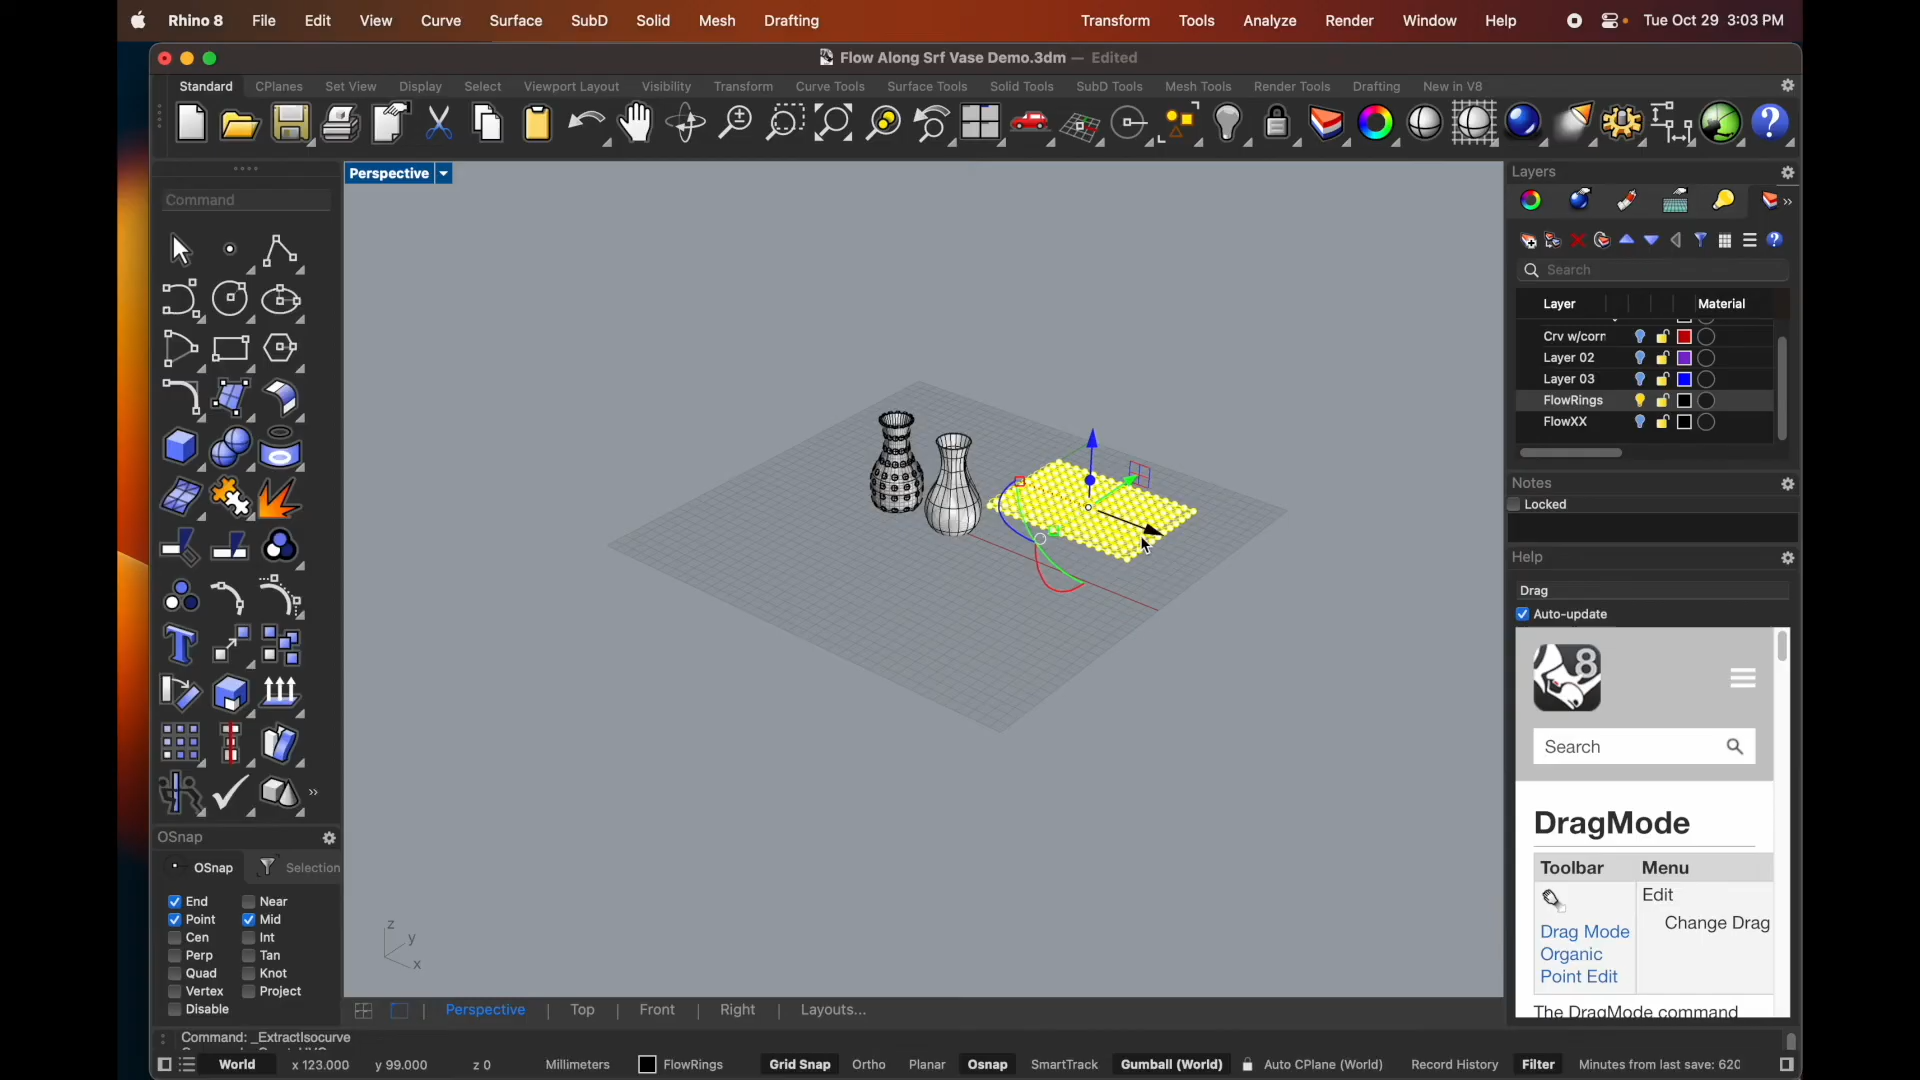 Rhino 8 File Edit View Curve Surface SubD Solid Mesh Drafting Transform Tools Analyze Render Window Help Tue Oct 29 3:03 PM
Flow Along Srf Vase Demo.3dm — Edited
Standard CPlanes Set View Display Select Viewport Layout Visibility Transform Curve Tools Surface Tools Solid Tools SubD Tools Mesh Tools Render Tools Drafting New in V8
Command
Perspective
Layers
Search
Layer Material
Crv w/corn
Layer 02
Layer 03
FlowRings
FlowXX
Notes
Locked
Help
Drag
Auto-update
8
Search
DragMode
Toolbar Menu
Edit
Change Drag
Drag Mode
Organic
Point Edit
The DragMode command
OSnap
OSnap Selection
End Near
Point Mid
Cen Int
Perp Tan
Quad Knot
Vertex Project
Disable
z
y
x
Perspective Top Front Right Layouts...
Command: _ExtractIsocurve
World x 123.000 y 99.000 z 0 Millimeters FlowRings Grid Snap Ortho Planar Osnap SmartTrack Gumball (World) Auto CPlane (World) Record History Filter Minutes from last save: 620